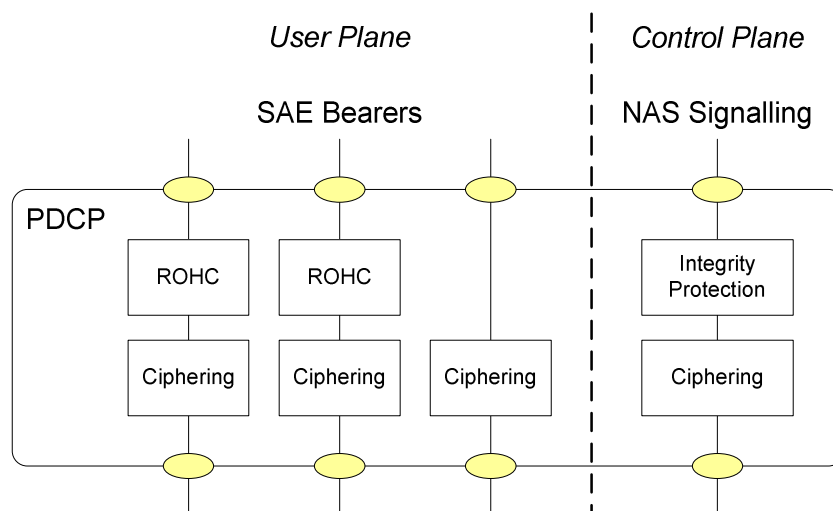 User Plane
Control Plane
SAE Bearers
NAS Signalling
PDCP
ROHC
ROHC
Integrity
Protection
Ciphering
Ciphering
Ciphering
Ciphering